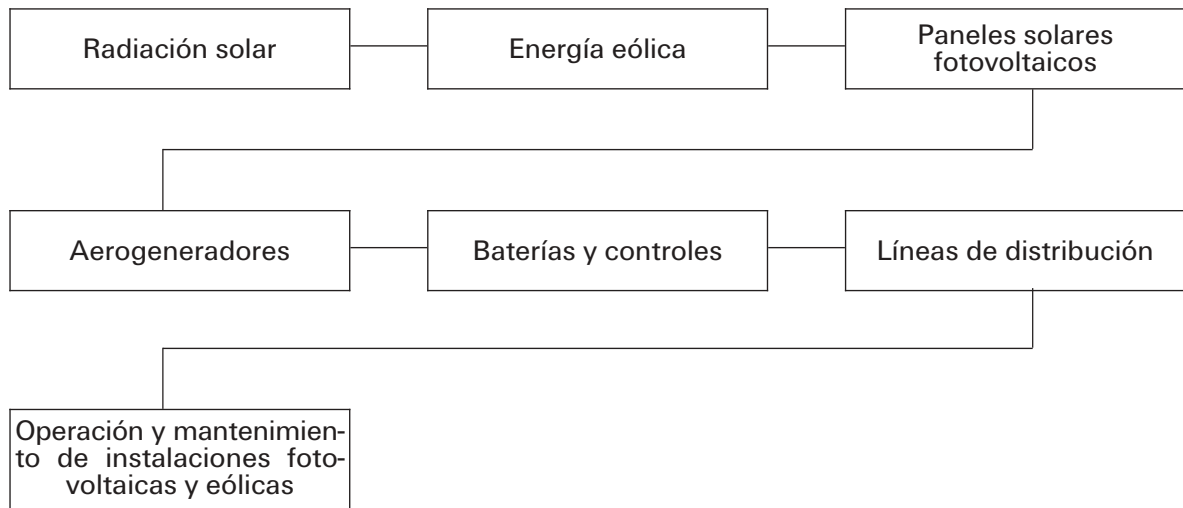 Radiación solar
Energía eólica
Paneles solares
fotovoltaicos
Aerogeneradores
Baterías y controles
Líneas de distribución
Operación y mantenimien-
to de instalaciones foto-
voltaicas y eólicas